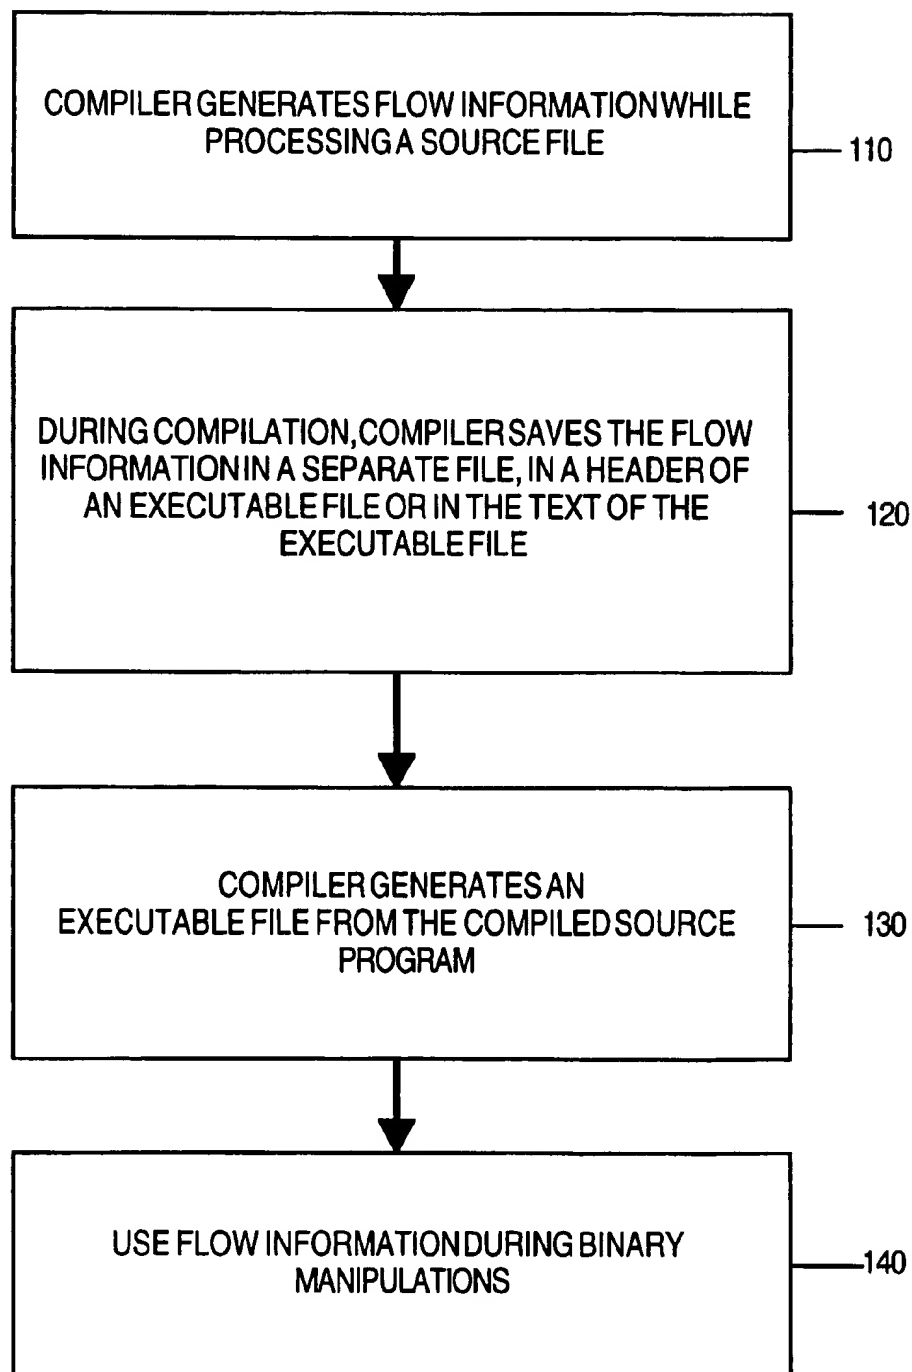 COMPILER GENERATES FLOW INFORMATION WHILE
PROCESSING A SOURCE FILE
110
DURING COMPILATION, COMPILER SAVES THE FLOW
INFORMATION IN A SEPARATE FILE, IN A HEADER OF
AN EXECUTABLE FILE OR IN THE TEXT OF THE
EXECUTABLE FILE
120
COMPILER GENERATES AN
EXECUTABLE FILE FROM THE COMPILED SOURCE
PROGRAM
130
USE FLOW INFORMATION DURING BINARY
MANIPULATIONS
140